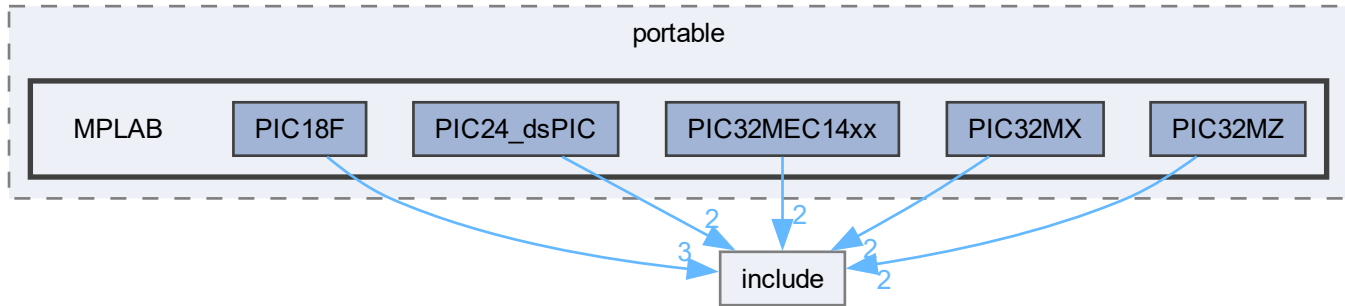 portable
MPLAB
PIC18F
PIC24_dsPIC
PIC32MEC14xx
PIC32MX
PIC32MZ
2
2
3
2
2
include